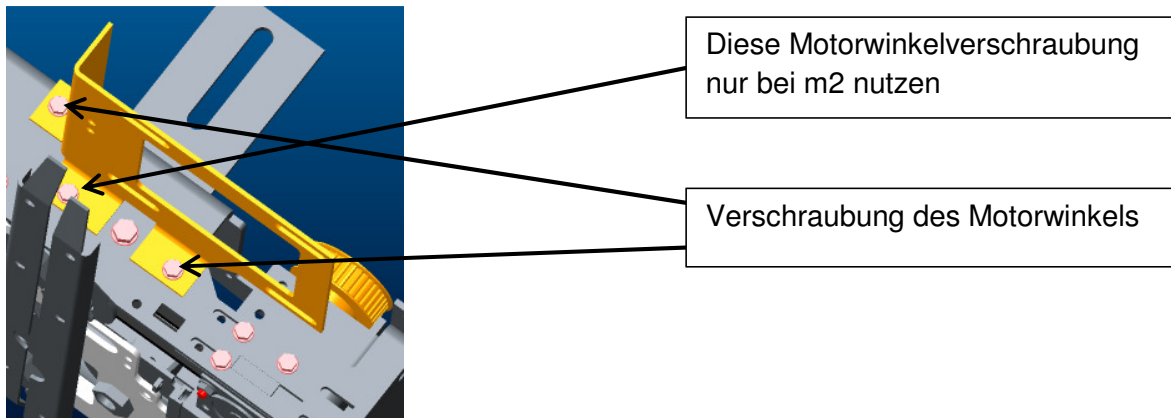 Diese Motorwinkelverschraubung
nur bei m2 nutzen
Verschraubung des Motorwinkels